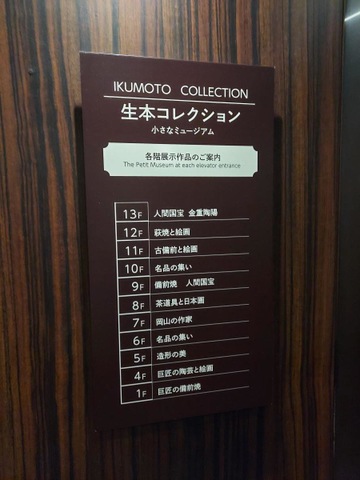 IKUMOTO COLLECTION
生本コレクション
小さなミュージアム
各階展示作品のご案内
The Petit Museum at each elevator entrance
13F 人間国宝 金重陶陽
12F 萩焼と絵画
11F 古備前と絵画
10F 名品の集い
9F 備前焼 人間国宝
8F 茶道具と日本画
7F 岡山の作家
6F 名品の集い
5F 造形の美
4F 巨匠の陶芸と絵画
1F 巨匠の備前焼